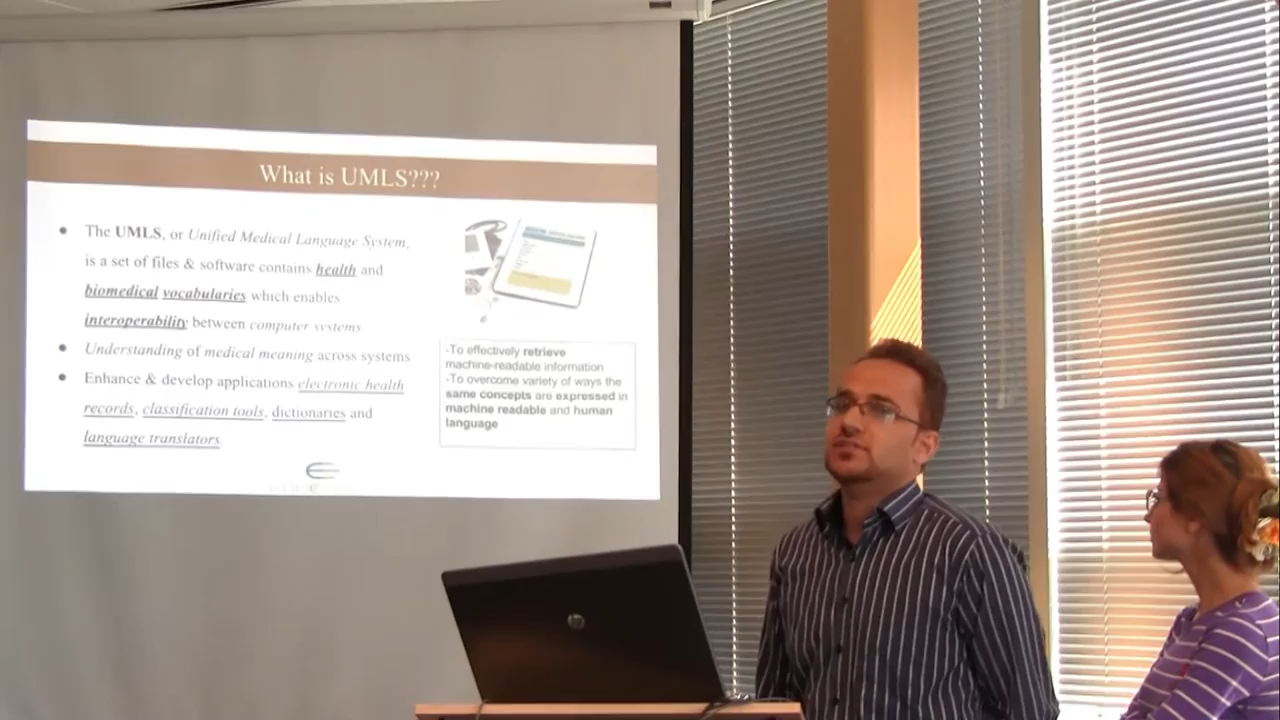 What is UMLS???
• The UMLS, or Unified Medical Language System,
is a set of files & software contains health and
biomedical vocabularies which enables
interoperability between computer systems
• Understanding of medical meaning across systems
• Enhance & develop applications electronic health
records, classification tools, dictionaries and
language translators
-To effectively retrieve
machine-readable information
-To overcome variety of ways the
same concepts are expressed in
machine readable and human
language
hp